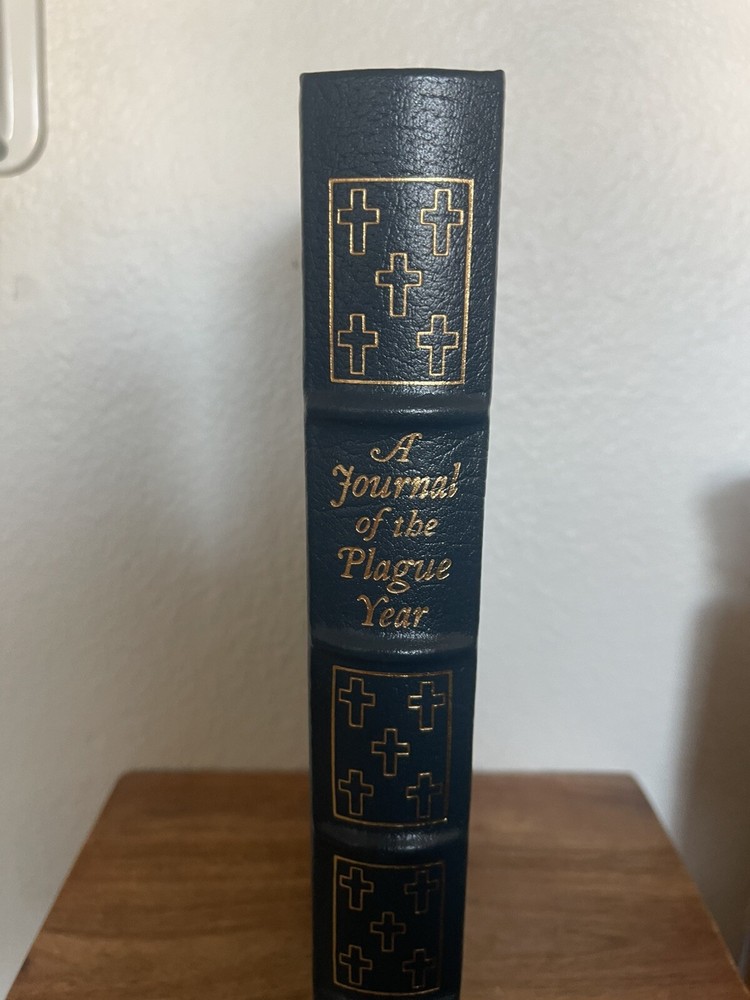 A
Journal
of the
Plague
Year